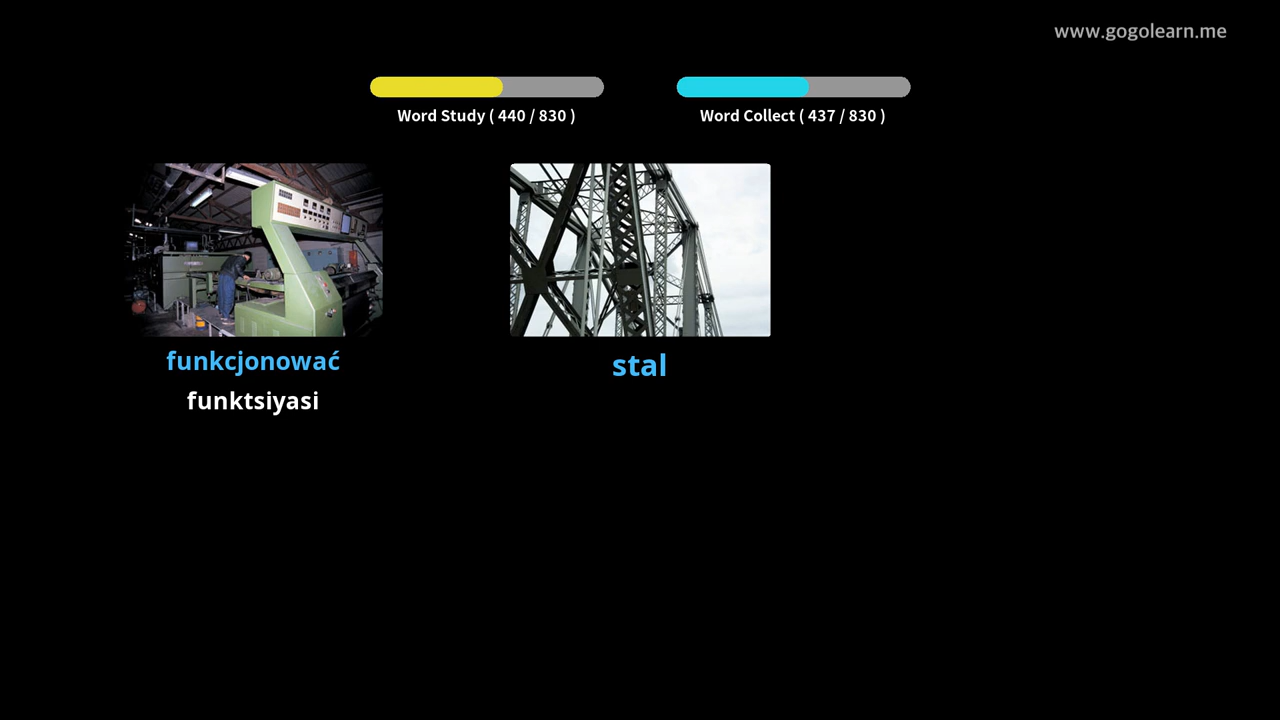 www.gogolearn.me
Word Study ( 440 / 830 )
Word Collect ( 437 / 830 )
funkcjonować
funktsiyasi
stal